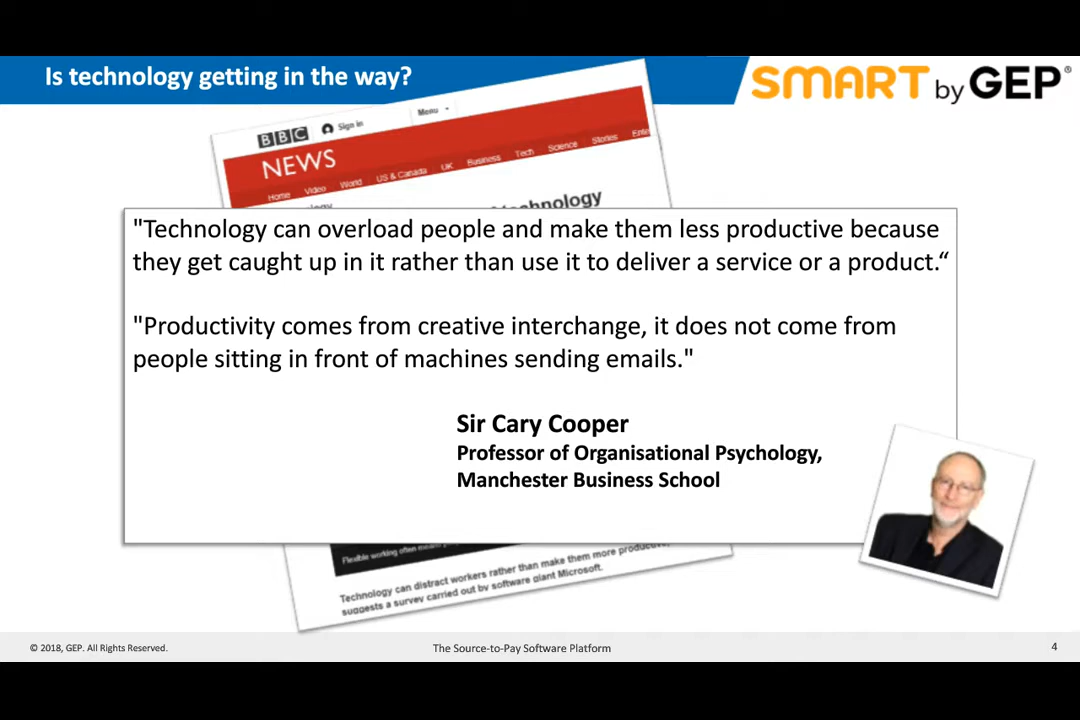 Is technology getting in the way?
SMART by GEP®
BBC Sign in Menu
NEWS
Home Video World US & Canada UK Business Tech Science Stories
"Technology can overload people and make them less productive because
they get caught up in it rather than use it to deliver a service or a product.“
"Productivity comes from creative interchange, it does not come from
people sitting in front of machines sending emails."
Sir Cary Cooper
Professor of Organisational Psychology,
Manchester Business School
Flexible working often
Technology can distract workers rather than make them more productive,
suggests a survey carried out by software giant Microsoft.
© 2018, GEP. All Rights Reserved.
The Source-to-Pay Software Platform
4